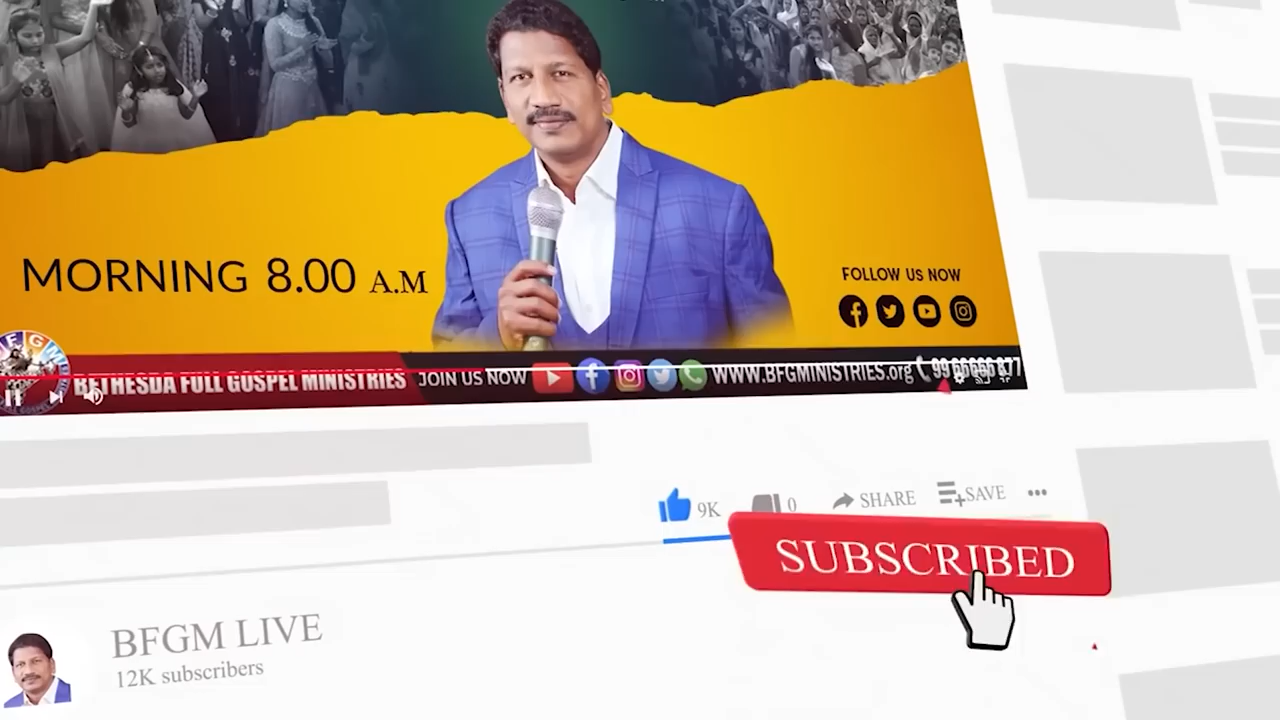 MORNING 8.00 A.M
FOLLOW US NOW
BETHESDA FULL GOSPEL MINISTRIES JOIN US NOW WWW.BFGMINISTRIES.org
9K 0 SHARE SAVE
SUBSCRIBED
BFGM LIVE
12K subscribers